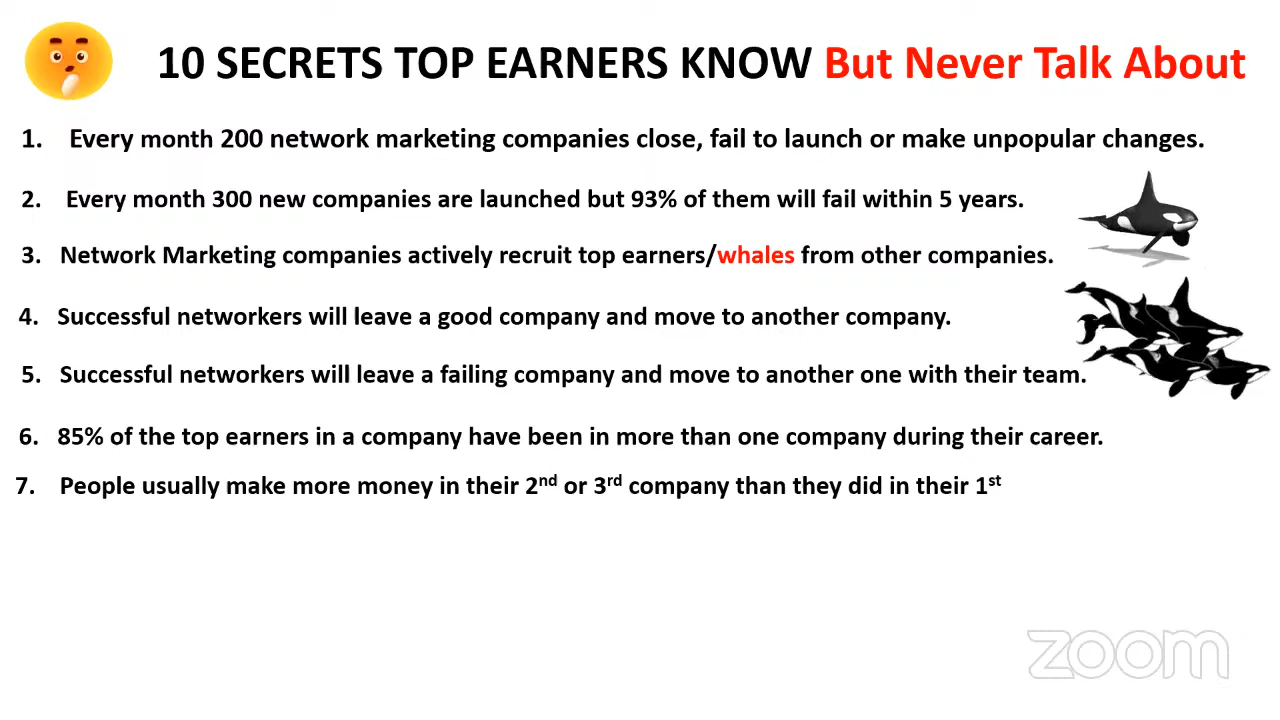 10 SECRETS TOP EARNERS KNOW But Never Talk About
1. Every month 200 network marketing companies close, fail to launch or make unpopular changes.
2. Every month 300 new companies are launched but 93% of them will fail within 5 years.
3. Network Marketing companies actively recruit top earners/whales from other companies.
4. Successful networkers will leave a good company and move to another company.
5. Successful networkers will leave a failing company and move to another one with their team.
6. 85% of the top earners in a company have been in more than one company during their career.
7. People usually make more money in their 2nd or 3rd company than they did in their 1st
zoom